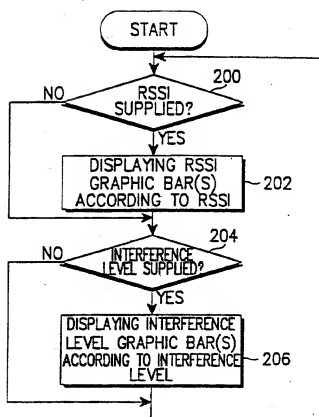 START
200
NO
RSSI
SUPPLIED?
YES
DISPLAYING RSSI
GRAPHIC BAR(S)
ACCORDING TO RSSI
202
204
NO
INTERFERENCE
LEVEL SUPPLIED?
YES
DISPLAYING INTERFERENCE
LEVEL GRAPHIC BAR(S)
ACCORDING TO INTERFERENCE
LEVEL
206